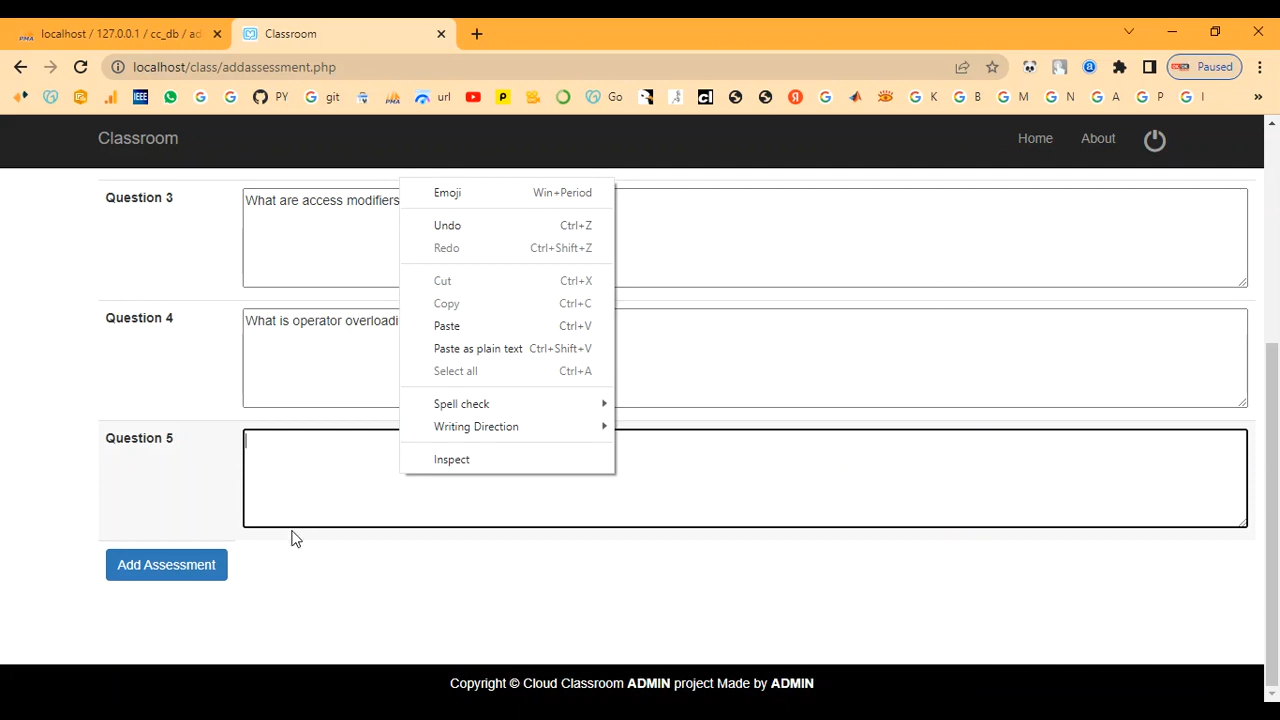 localhost / 127.0.0.1 / cc_db / ad
Classroom
localhost/class/addassessment.php
Paused
IEEE
PY
git
url
Go
K
B
M
N
A
P
I
Classroom
Home
About
Question 3
What are access modifiers
Question 4
What is operator overloadi
Question 5
Emoji Win+Period
Undo Ctrl+Z
Redo Ctrl+Shift+Z
Cut Ctrl+X
Copy Ctrl+C
Paste Ctrl+V
Paste as plain text Ctrl+Shift+V
Select all Ctrl+A
Spell check
Writing Direction
Inspect
Add Assessment
Copyright © Cloud Classroom ADMIN project Made by ADMIN